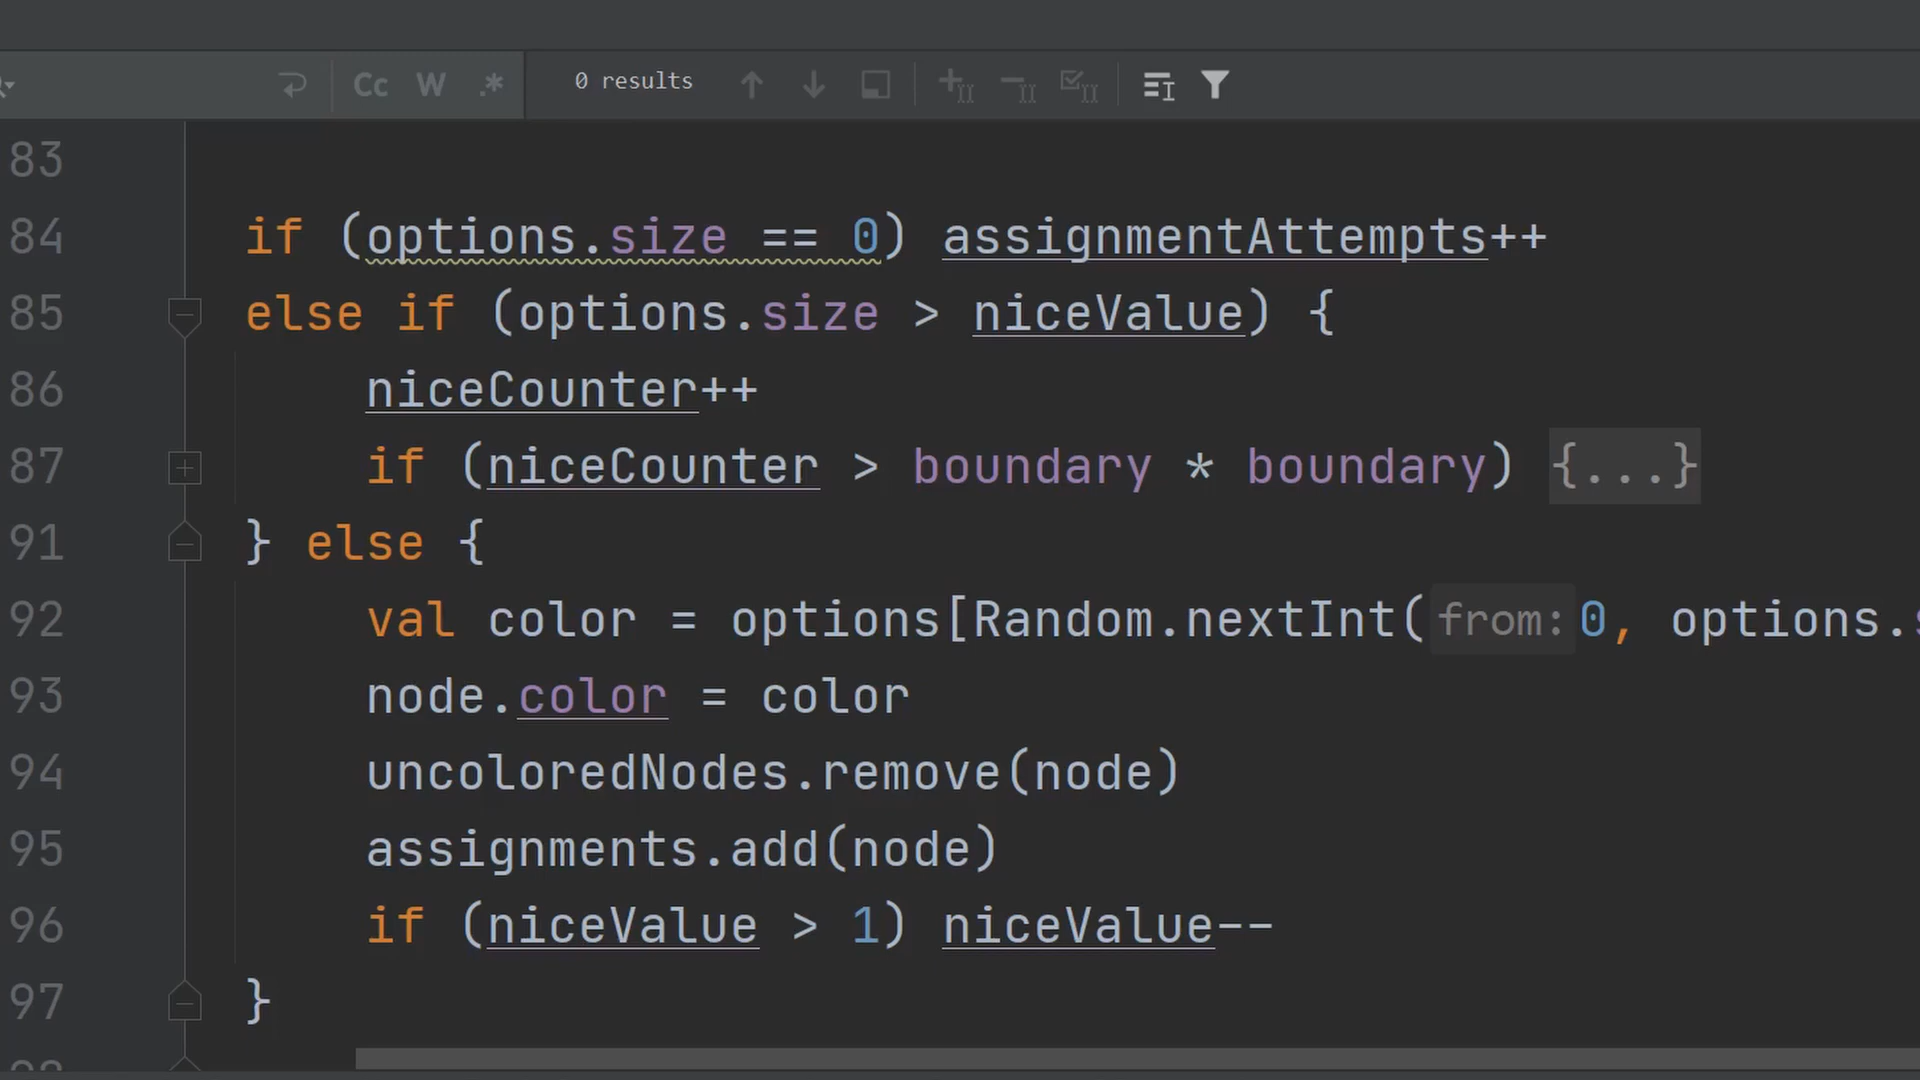 Cc W .* 0 results
83
84 if (options.size == 0) assignmentAttempts++
85 else if (options.size > niceValue) {
86 niceCounter++
87 if (niceCounter > boundary * boundary) {...}
91 } else {
92 val color = options[Random.nextInt( from: 0, options.
93 node.color = color
94 uncoloredNodes.remove(node)
95 assignments.add(node)
96 if (niceValue > 1) niceValue--
97 }